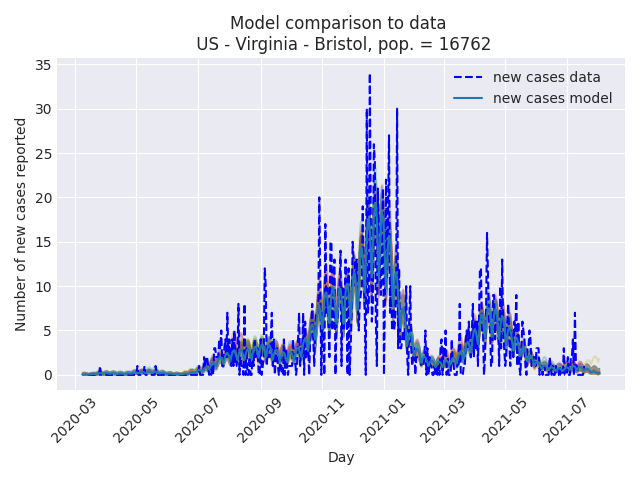 Model comparison to data
US - Virginia - Bristol, pop. = 16762
new cases data
new cases model
Number of new cases reported
35
30
25
20
15
10
5
0
2020-03
2020-05
2020-07
2020-09
2020-11
2021-01
2021-03
2021-05
2021-07
Day